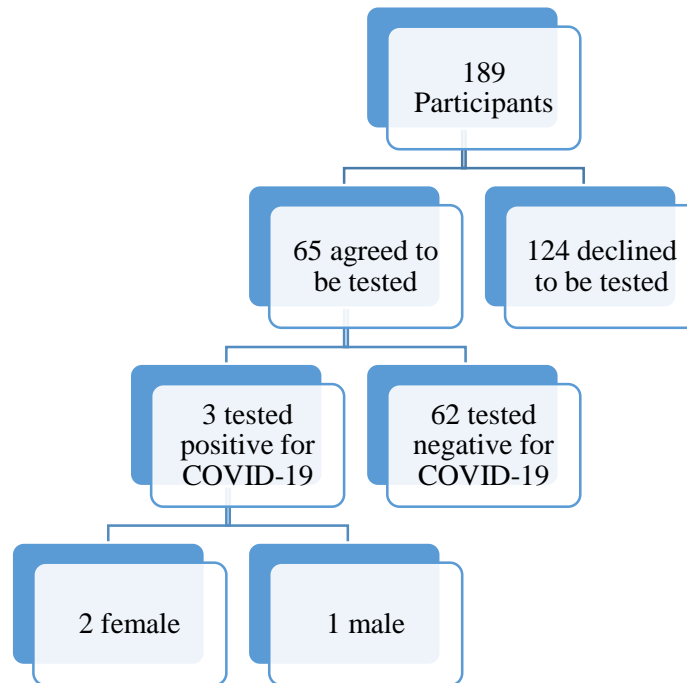 189
Participants
65 agreed to
be tested
124 declined
to be tested
3 tested
positive for
COVID-19
62 tested
negative for
COVID-19
2 female
1 male